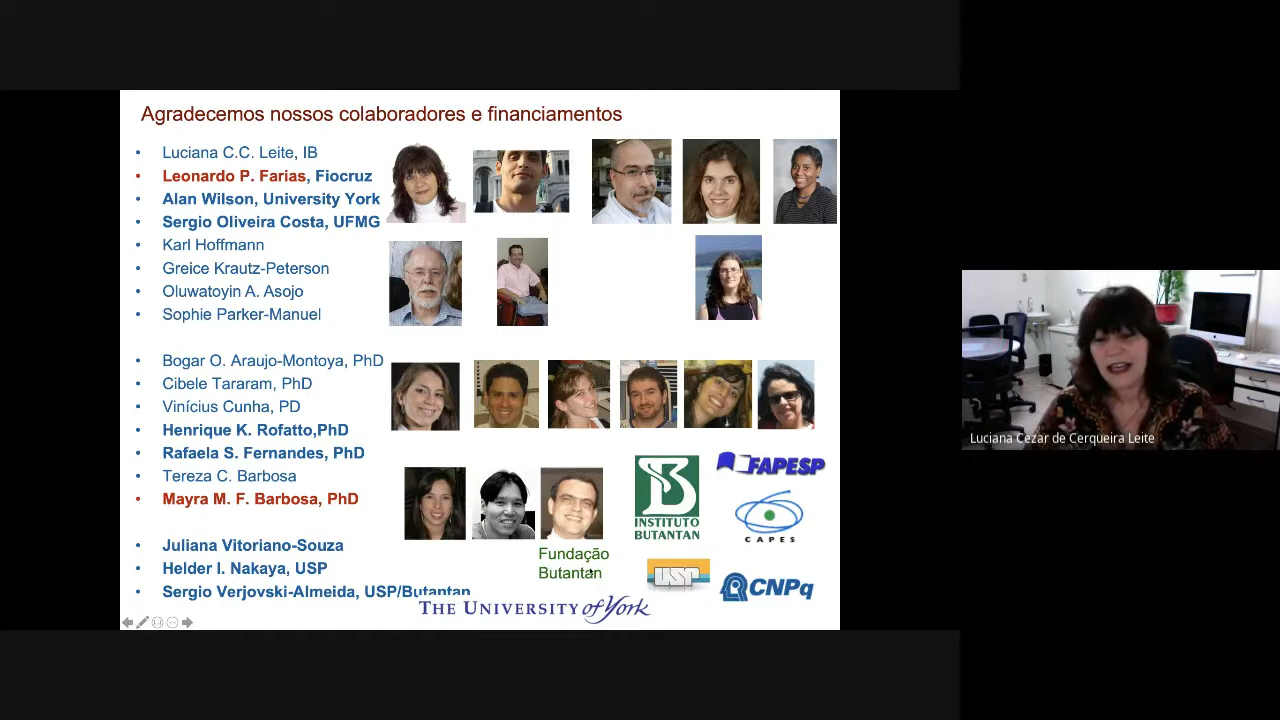 Agradecemos nossos colaboradores e financiamentos
• Luciana C.C. Leite, IB
• Leonardo P. Farias, Fiocruz
• Alan Wilson, University York
• Sergio Oliveira Costa, UFMG
• Karl Hoffmann
• Greice Krautz-Peterson
• Oluwatoyin A. Asojo
• Sophie Parker-Manuel
• Bogar O. Araujo-Montoya, PhD
• Cibele Tararam, PhD
• Vinícius Cunha, PD
• Henrique K. Rofatto,PhD
• Rafaela S. Fernandes, PhD
• Tereza C. Barbosa
• Mayra M. F. Barbosa, PhD
• Juliana Vitoriano-Souza
• Helder I. Nakaya, USP
• Sergio Verjovski-Almeida, USP/Butantan
INSTITUTO
BUTANTAN
FAPESP
CAPES
Fundação
Butantan
USP
CNPq
THE UNIVERSITY of York
Luciana Cezar de Cerqueira Leite